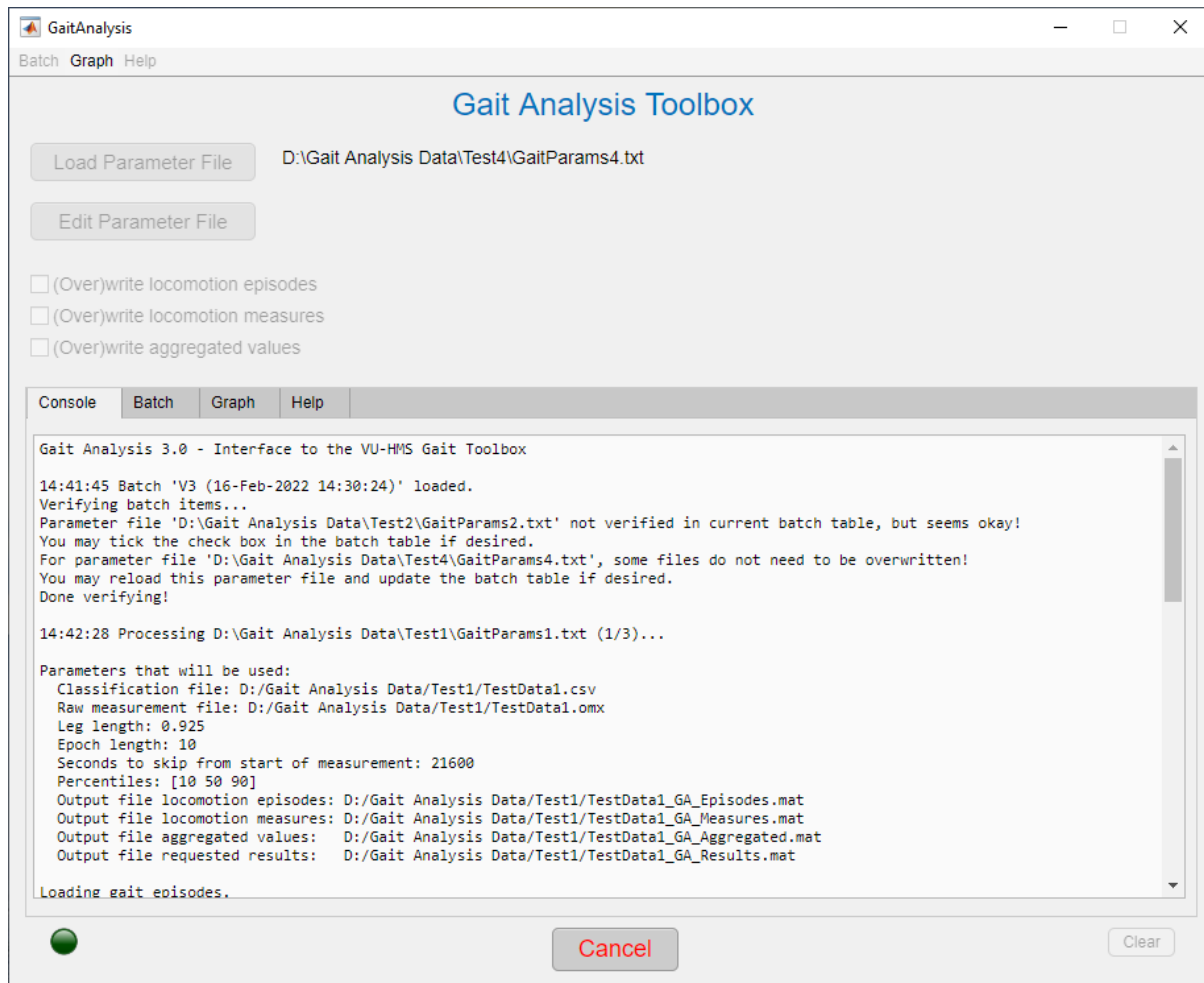 GaitAnalysis
Batch Graph Help
Gait Analysis Toolbox
Load Parameter File D:\Gait Analysis Data\Test4\GaitParams4.txt
Edit Parameter File
(Over)write locomotion episodes
(Over)write locomotion measures
(Over)write aggregated values
Console Batch Graph Help
Gait Analysis 3.0 - Interface to the VU-HMS Gait Toolbox
14:41:45 Batch 'V3 (16-Feb-2022 14:30:24)' loaded.
Verifying batch items...
Parameter file 'D:\Gait Analysis Data\Test2\GaitParams2.txt' not verified in current batch table, but seems okay!
You may tick the check box in the batch table if desired.
For parameter file 'D:\Gait Analysis Data\Test4\GaitParams4.txt', some files do not need to be overwritten!
You may reload this parameter file and update the batch table if desired.
Done verifying!
14:42:28 Processing D:\Gait Analysis Data\Test1\GaitParams1.txt (1/3)...
Parameters that will be used:
Classification file: D:/Gait Analysis Data/Test1/TestData1.csv
Raw measurement file: D:/Gait Analysis Data/Test1/TestData1.omx
Leg length: 0.925
Epoch length: 10
Seconds to skip from start of measurement: 21600
Percentiles: [10 50 90]
Output file locomotion episodes: D:/Gait Analysis Data/Test1/TestData1_GA_Episodes.mat
Output file locomotion measures: D:/Gait Analysis Data/Test1/TestData1_GA_Measures.mat
Output file aggregated values: D:/Gait Analysis Data/Test1/TestData1_GA_Aggregated.mat
Output file requested results: D:/Gait Analysis Data/Test1/TestData1_GA_Results.mat
Loading gait episodes.
Cancel
Clear